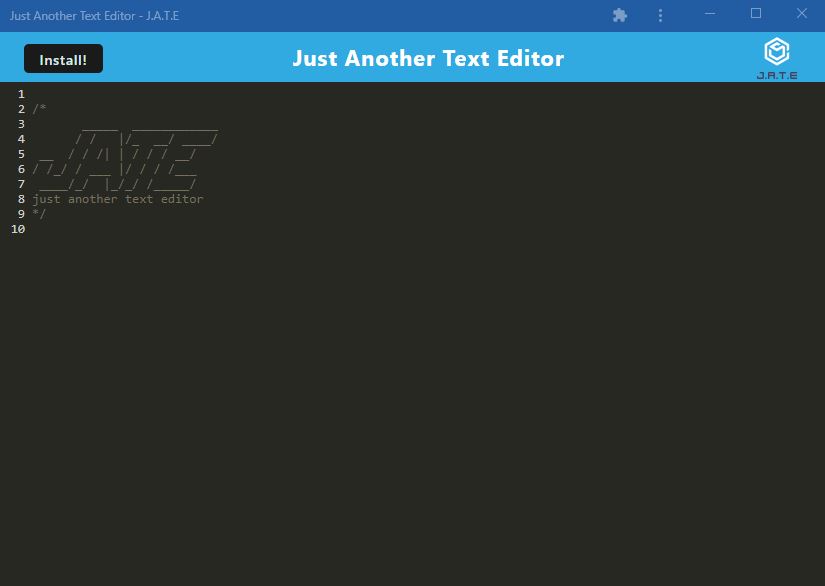 Just Another Text Editor - J.A.T.E
Install!
Just Another Text Editor
J.A.T.E
1
2 /*
3        _____  ____________
4       / /   |/_  __/ ____/
5  __  / / /| | / / / __/
6 / /_/ / ___ |/ / / /___
7  ____/_/  |_/_/ /_____/
8 just another text editor
9 */
10